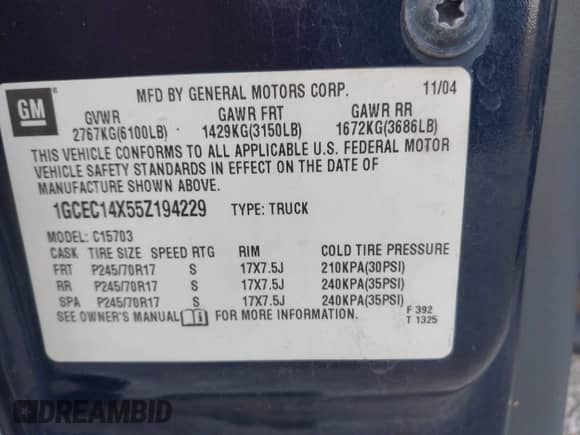 GM
MFD BY GENERAL MOTORS CORP. 11/04
GVWR GAWR FRT GAWR RR
2767KG(6100LB) 1429KG(3150LB) 1672KG(3686LB)
THIS VEHICLE CONFORMS TO ALL APPLICABLE U.S. FEDERAL MOTOR
VEHICLE SAFETY STANDARDS IN EFFECT ON THE DATE OF
MANUFACTURE SHOWN ABOVE.
1GCEC14X55Z194229 TYPE: TRUCK
MODEL: C15703
CASK TIRE SIZE SPEED RTG RIM COLD TIRE PRESSURE
FRT P245/70R17 S 17X7.5J 210KPA(30PSI)
RR P245/70R17 S 17X7.5J 240KPA(35PSI)
SPA P245/70R17 S 17X7.5J 240KPA(35PSI)
SEE OWNER'S MANUAL FOR MORE INFORMATION. F 392
T 1325
DREAMBID